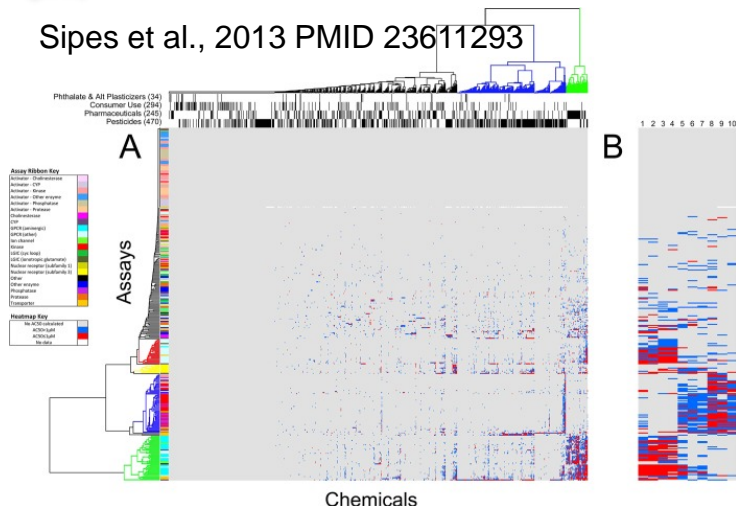 Sipes et al., 2013 PMID 23611293
Phthalate & Alt Plasticizers (34)
Consumer Use (294)
Pharmaceuticals (245)
Pesticides (470)
A
B
1 2 3 4 5 6 7 8 9 10
Assay Ribbon Key
Activator - Cholinesterase
Activator - CYP
Activator - Kinase
Activator - Other enzyme
Activator - Phosphatase
Activator - Protease
Cholinesterase
CYP
GPCR (aminergic)
GPCR (other)
Ion channel
Kinase
LGIC (cys loop)
LGIC (ionotropic glutamate)
Nuclear receptor (subfamily 1)
Nuclear receptor (subfamily 3)
Other
Other enzyme
Phosphatase
Protease
Transporter
Heatmap Key
No AC50 calculated
No data
Assays
Chemicals